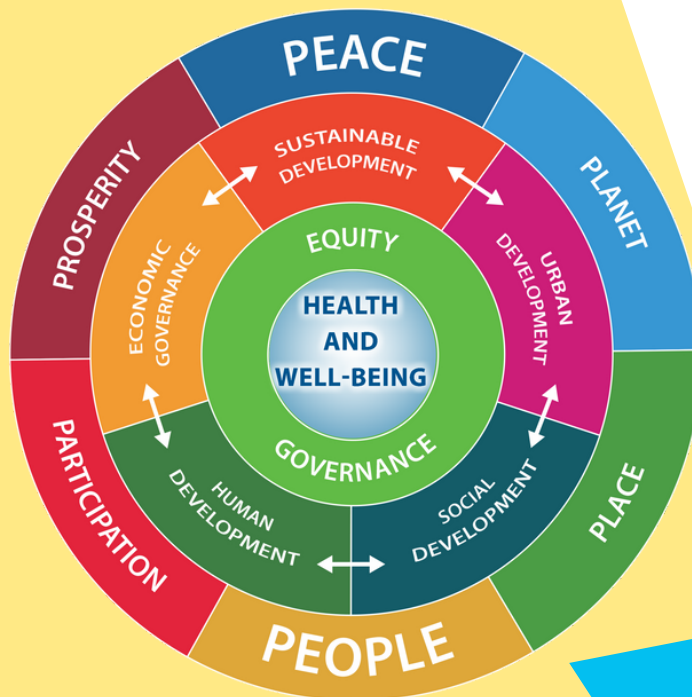 PEACE
PLANET
PLACE
PEOPLE
PARTICIPATION
PROSPERITY
SUSTAINABLE
DEVELOPMENT
URBAN
DEVELOPMENT
SOCIAL
DEVELOPMENT
HUMAN
DEVELOPMENT
ECONOMIC
GOVERNANCE
EQUITY
GOVERNANCE
HEALTH
AND
WELL-BEING